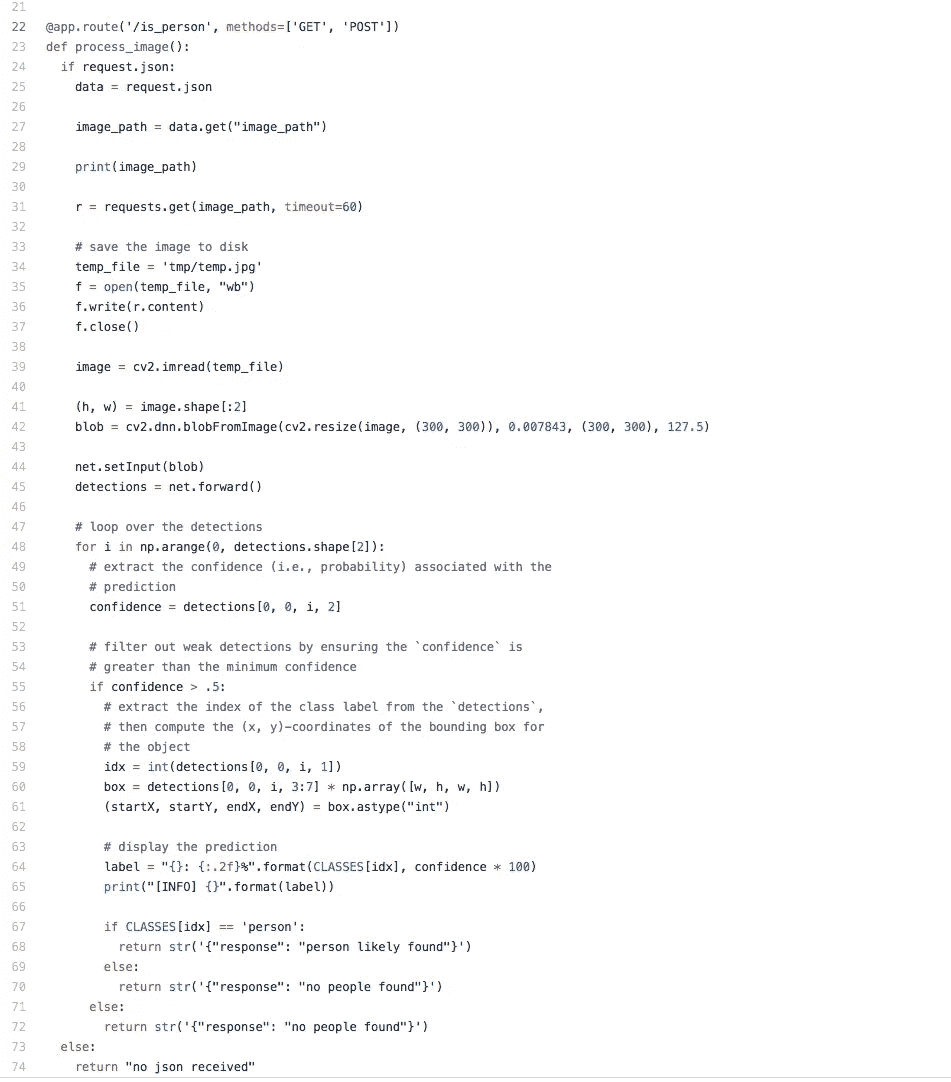 21
22 @app.route('/is_person', methods=['GET', 'POST'])
23 def process_image():
24   if request.json:
25     data = request.json
26
27     image_path = data.get("image_path")
28
29     print(image_path)
30
31     r = requests.get(image_path, timeout=60)
32
33     # save the image to disk
34     temp_file = 'tmp/temp.jpg'
35     f = open(temp_file, "wb")
36     f.write(r.content)
37     f.close()
38
39     image = cv2.imread(temp_file)
40
41     (h, w) = image.shape[:2]
42     blob = cv2.dnn.blobFromImage(cv2.resize(image, (300, 300)), 0.007843, (300, 300), 127.5)
43
44     net.setInput(blob)
45     detections = net.forward()
46
47     # loop over the detections
48     for i in np.arange(0, detections.shape[2]):
49       # extract the confidence (i.e., probability) associated with the
50       # prediction
51       confidence = detections[0, 0, i, 2]
52
53       # filter out weak detections by ensuring the `confidence` is
54       # greater than the minimum confidence
55       if confidence > .5:
56         # extract the index of the class label from the `detections`,
57         # then compute the (x, y)-coordinates of the bounding box for
58         # the object
59         idx = int(detections[0, 0, i, 1])
60         box = detections[0, 0, i, 3:7] * np.array([w, h, w, h])
61         (startX, startY, endX, endY) = box.astype("int")
62
63         # display the prediction
64         label = "{}: {:.2f}%".format(CLASSES[idx], confidence * 100)
65         print("[INFO] {}".format(label))
66
67         if CLASSES[idx] == 'person':
68           return str('{"response": "person likely found"}')
69         else:
70           return str('{"response": "no people found"}')
71       else:
72         return str('{"response": "no people found"}')
73   else:
74     return "no json received"